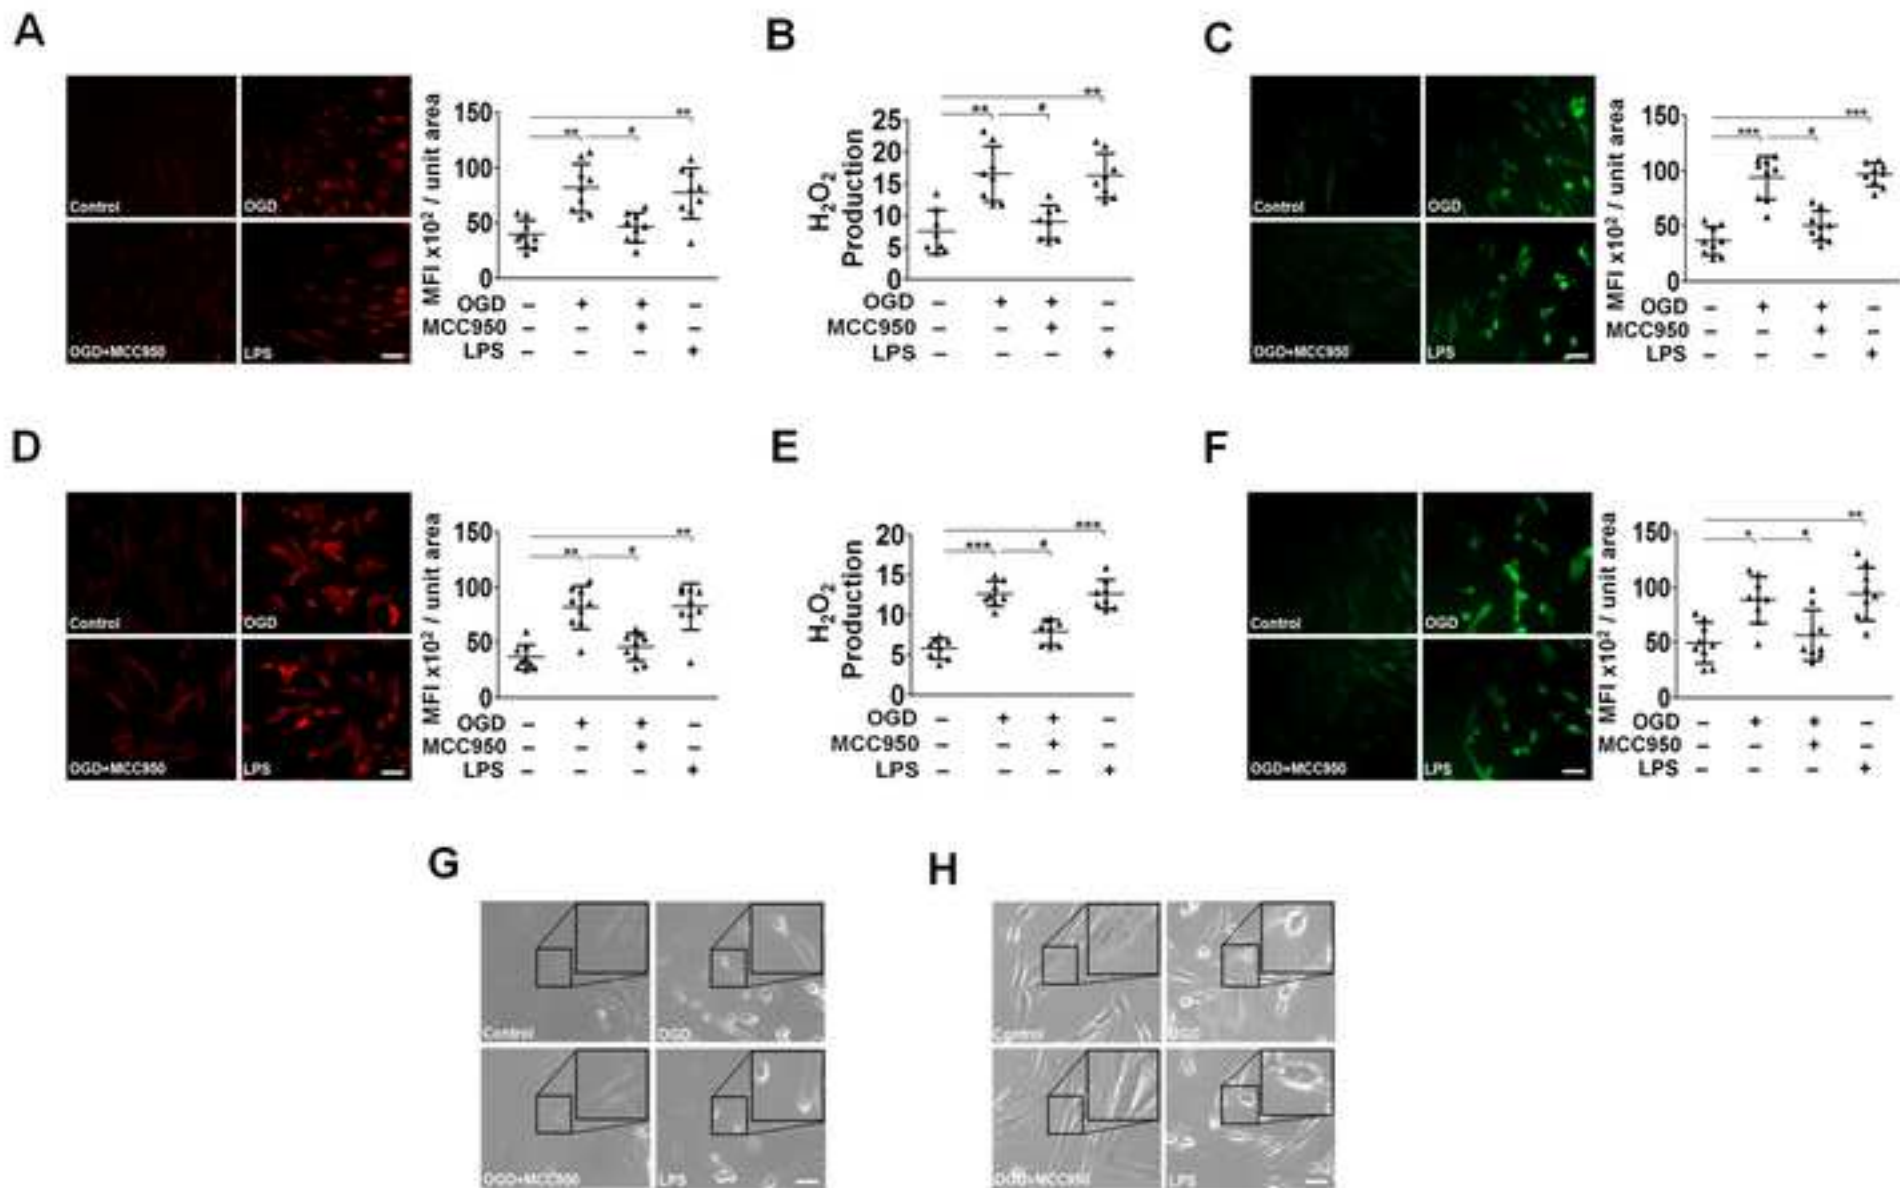 A
Control
OGD
OGD+MCC950
LPS
MFI x10² / unit area
150
100
50
0
** #
**
OGD – + + –
MCC950 – – + –
LPS – – – +
B
H₂O₂
Production
25
20
15
10
5
0
**
** #
OGD – + + –
MCC950 – – + –
LPS – – – +
C
Control
OGD
OGD+MCC950
LPS
MFI x10² / unit area
150
100
50
0
***
*** #
OGD – + + –
MCC950 – – + –
LPS – – – +
D
Control
OGD
OGD+MCC950
LPS
MFI x10² / unit area
150
100
50
0
**
** #
OGD – + + –
MCC950 – – + –
LPS – – – +
E
H₂O₂
Production
20
15
10
5
0
***
*** #
OGD – + + –
MCC950 – – + –
LPS – – – +
F
Control
OGD
OGD+MCC950
LPS
MFI x10² / unit area
150
100
50
0
**
* #
OGD – + + –
MCC950 – – + –
LPS – – – +
G
Control
OGD
OGD+MCC950
LPS
H
Control
OGD
OGD+MCC950
LPS